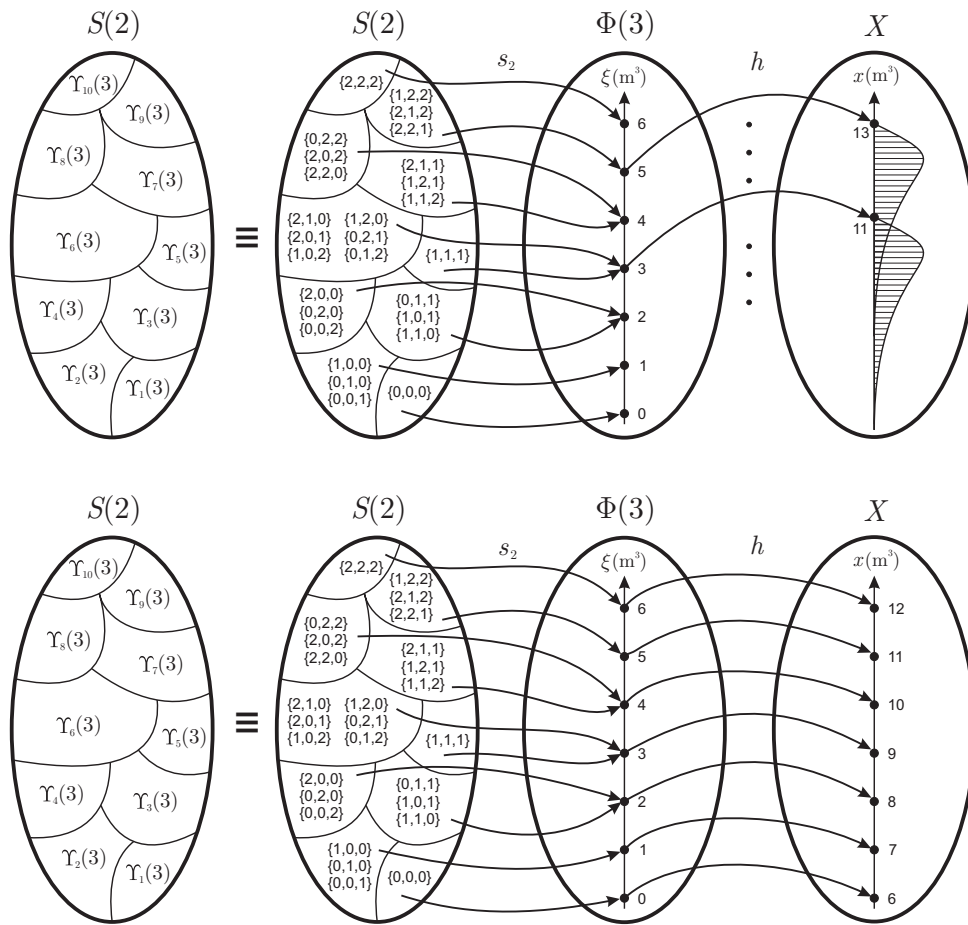 S(2) S(2) Φ(3) X
s₂ h
ξ(m³) x(m³)
ϒ₁₀(3)
ϒ₉(3)
ϒ₈(3)
ϒ₇(3)
ϒ₆(3)
ϒ₅(3)
ϒ₄(3)
ϒ₃(3)
ϒ₂(3)
ϒ₁(3)
≡
{2,2,2}
{1,2,2}
{2,1,2}
{2,2,1}
{0,2,2}
{2,0,2}
{2,2,0}
{2,1,1}
{1,2,1}
{1,1,2}
{2,1,0} {1,2,0}
{2,0,1} {0,2,1}
{1,0,2} {0,1,2}
{1,1,1}
{2,0,0}
{0,2,0}
{0,0,2}
{0,1,1}
{1,0,1}
{1,1,0}
{1,0,0}
{0,1,0}
{0,0,1}
{0,0,0}
6
5
4
3
2
1
0
13
11
S(2) S(2) Φ(3) X
s₂ h
ξ(m³) x(m³)
ϒ₁₀(3)
ϒ₉(3)
ϒ₈(3)
ϒ₇(3)
ϒ₆(3)
ϒ₅(3)
ϒ₄(3)
ϒ₃(3)
ϒ₂(3)
ϒ₁(3)
≡
{2,2,2}
{1,2,2}
{2,1,2}
{2,2,1}
{0,2,2}
{2,0,2}
{2,2,0}
{2,1,1}
{1,2,1}
{1,1,2}
{2,1,0} {1,2,0}
{2,0,1} {0,2,1}
{1,0,2} {0,1,2}
{1,1,1}
{2,0,0}
{0,2,0}
{0,0,2}
{0,1,1}
{1,0,1}
{1,1,0}
{1,0,0}
{0,1,0}
{0,0,1}
{0,0,0}
6
5
4
3
2
1
0
12
11
10
9
8
7
6